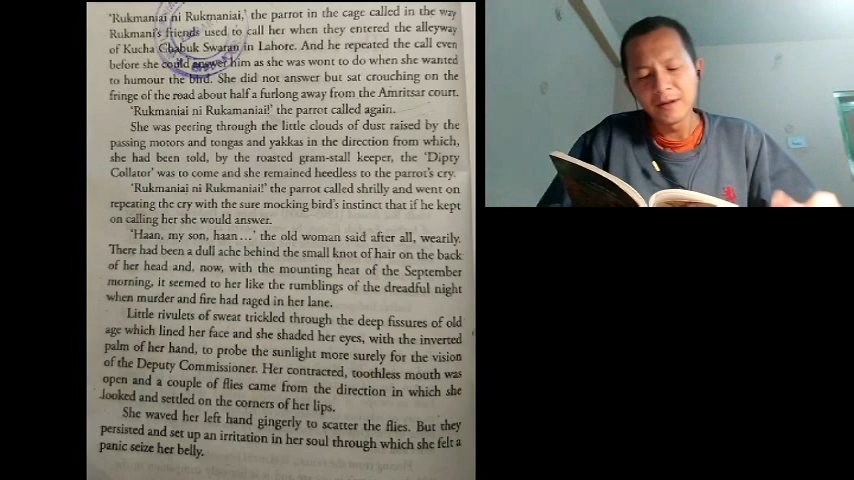 'Rukmaniai ni Rukmaniai,' the parrot in the cage called in the way
Rukmani's friends used to call her when they entered the alleyway
of Kucha Chabuk Swaran in Lahore. And he repeated the call even
before she could answer him as she was wont to do when she wanted
to humour the bird. She did not answer but sat crouching on the
fringe of the road about half a furlong away from the Amritsar court.
'Rukmaniai ni Rukamaniai!' the parrot called again.
She was peering through the little clouds of dust raised by the
passing motors and tongas and yakkas in the direction from which,
she had been told, by the roasted gram-stall keeper, the 'Dipty
Collator' was to come and she remained heedless to the parrot's cry.
'Rukmaniai ni Rukmaniai!' the parrot called shrilly and went on
repeating the cry with the sure mocking bird's instinct that if he kept
on calling her she would answer.
'Haan, my son, haan...' the old woman said after all, wearily.
There had been a dull ache behind the small knot of hair on the back
of her head and, now, with the mounting heat of the September
morning, it seemed to her like the rumblings of the dreadful night
when murder and fire had raged in her lane.
Little rivulets of sweat trickled through the deep fissures of old
age which lined her face and she shaded her eyes, with the inverted
palm of her hand, to probe the sunlight more surely for the vision
of the Deputy Commissioner. Her contracted, toothless mouth was
open and a couple of flies came from the direction in which she
looked and settled on the corners of her lips.
She waved her left hand gingerly to scatter the flies. But they
persisted and set up an irritation in her soul through which she felt a
panic seize her belly.